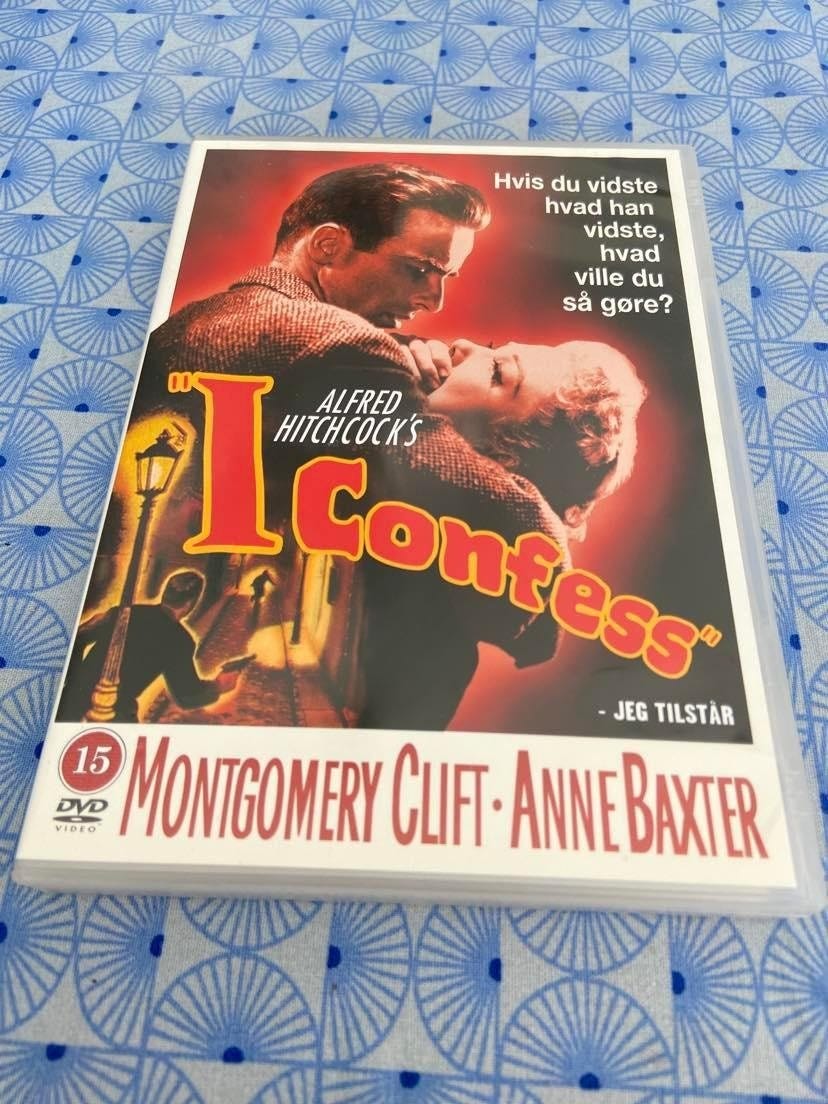 Hvis du vidste
hvad han
vidste,
hvad
ville du
så gøre?
ALFRED
HITCHCOCK'S
"I Confess"
- JEG TILSTÅR
15
DVD
VIDEO
MONTGOMERY CLIFT · ANNE BAXTER